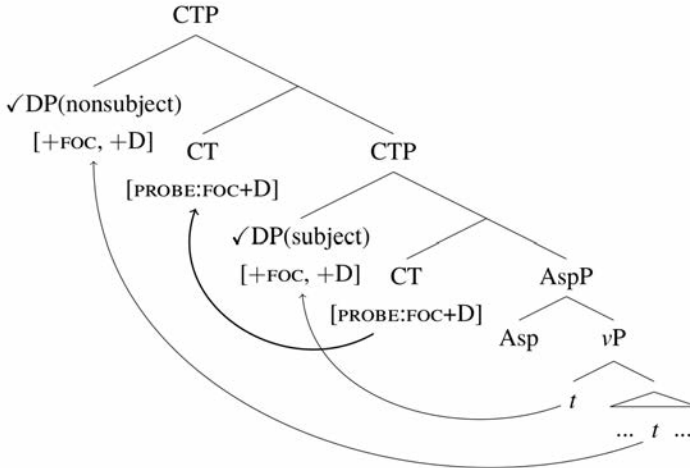 CTP
✓DP(nonsubject)
[+FOC, +D]
CT
CTP
[PROBE:FOC+D]
✓DP(subject)
[+FOC, +D]
CT
AspP
[PROBE:FOC+D]
Asp
vP
t
... t ...